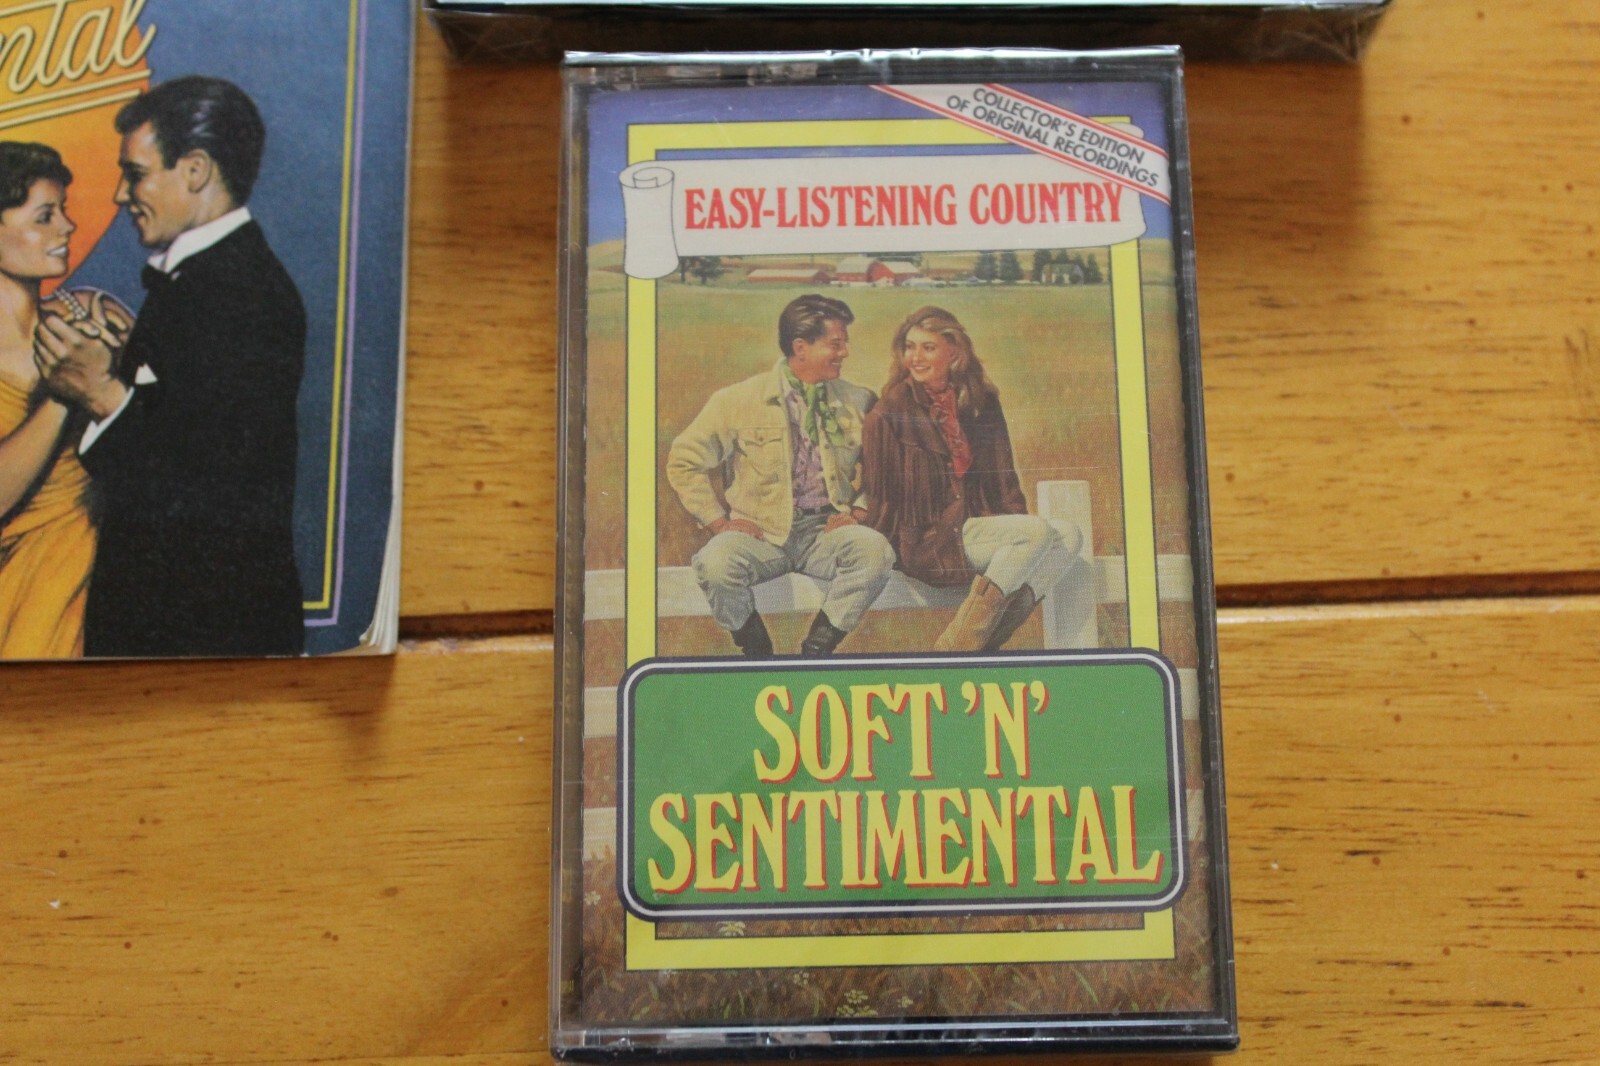 ntal
COLLECTOR'S EDITION
OF ORIGINAL RECORDINGS
EASY-LISTENING COUNTRY
SOFT 'N'
SENTIMENTAL